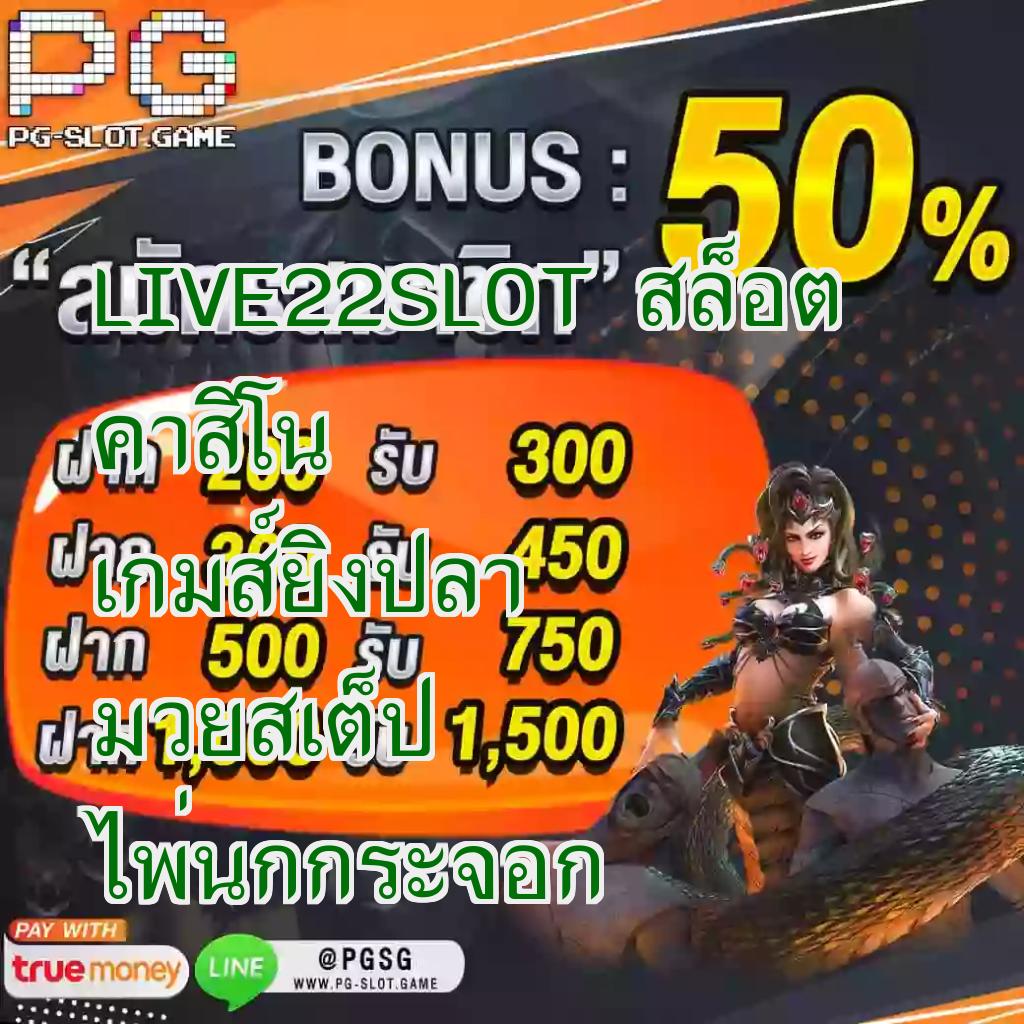 PG
PG-SLOT.GAME
BONUS : 50%
LIVE22SLOT สล็อต
คาสิโน
รับ 300
ฝาก
450
เกมส์ยิงปลา
ฝาก 500 รับ 750
มวยสเต็ป
1,500
ไพ่นกกระจอก
PAY WITH
truemoney
LINE
@PGSG
WWW.PG-SLOT.GAME